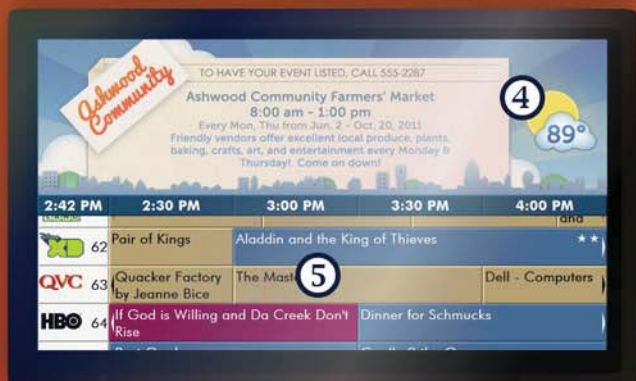 Ashwood
Community
TO HAVE YOUR EVENT LISTED, CALL 555-2287
Ashwood Community Farmers' Market
8:00 am - 1:00 pm
Every Mon, Thu from Jun. 2 - Oct. 20, 2011
Friendly vendors offer excellent local produce, plants,
baking, crafts, art, and entertainment every Monday &
Thursday! Come on down!
4
89°
2:42 PM 2:30 PM 3:00 PM 3:30 PM 4:00 PM
and
XD 62 Pair of Kings Aladdin and the King of Thieves ★★
QVC 63 Quacker Factory The Mast 5 Dell - Computers
by Jeanne Bice
HBO 64 If God is Willing and Da Creek Don't Dinner for Schmucks
Rise